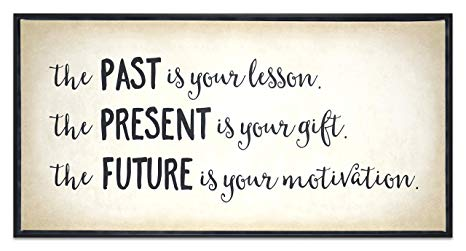 the PAST is your lesson.
the PRESENT is your gift.
the FUTURE is your motivation.